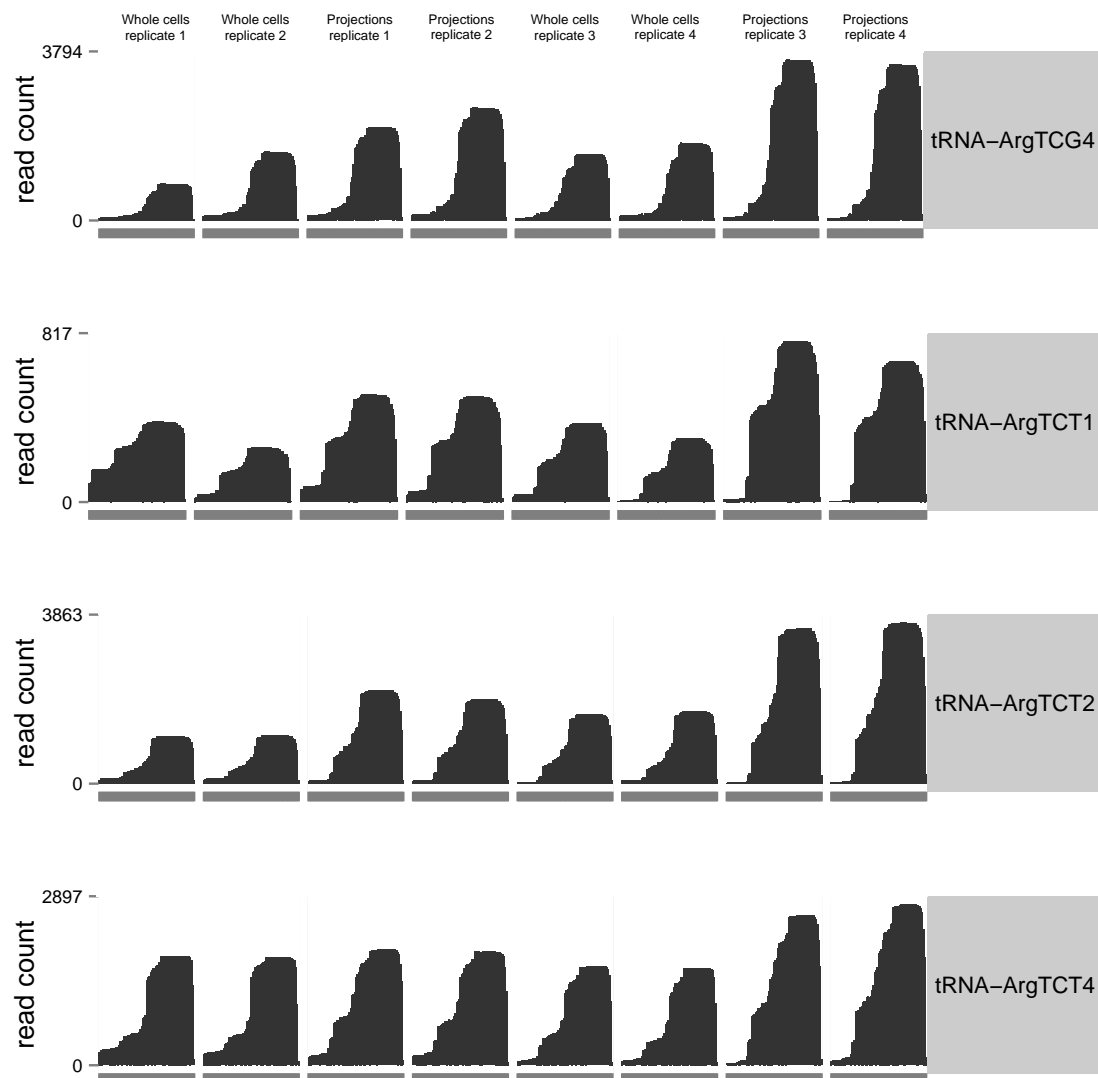 Whole cells
replicate 1
Whole cells
replicate 2
Projections
replicate 1
Projections
replicate 2
Whole cells
replicate 3
Whole cells
replicate 4
Projections
replicate 3
Projections
replicate 4
3794
read count
0
tRNA−ArgTCG4
817
read count
0
tRNA−ArgTCT1
3863
read count
0
tRNA−ArgTCT2
2897
read count
0
tRNA−ArgTCT4